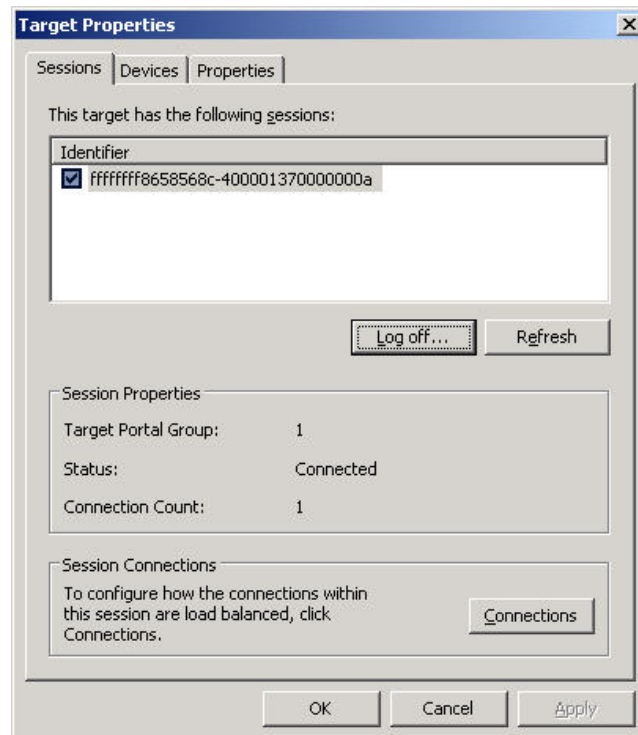 Target Properties
Sessions
Devices
Properties
This target has the following sessions:
Identifier
ffffffff8658568c-400001370000000a
Log off...
Refresh
Session Properties
Target Portal Group: 1
Status: Connected
Connection Count: 1
Session Connections
To configure how the connections within
this session are load balanced, click
Connections.
Connections
OK
Cancel
Apply